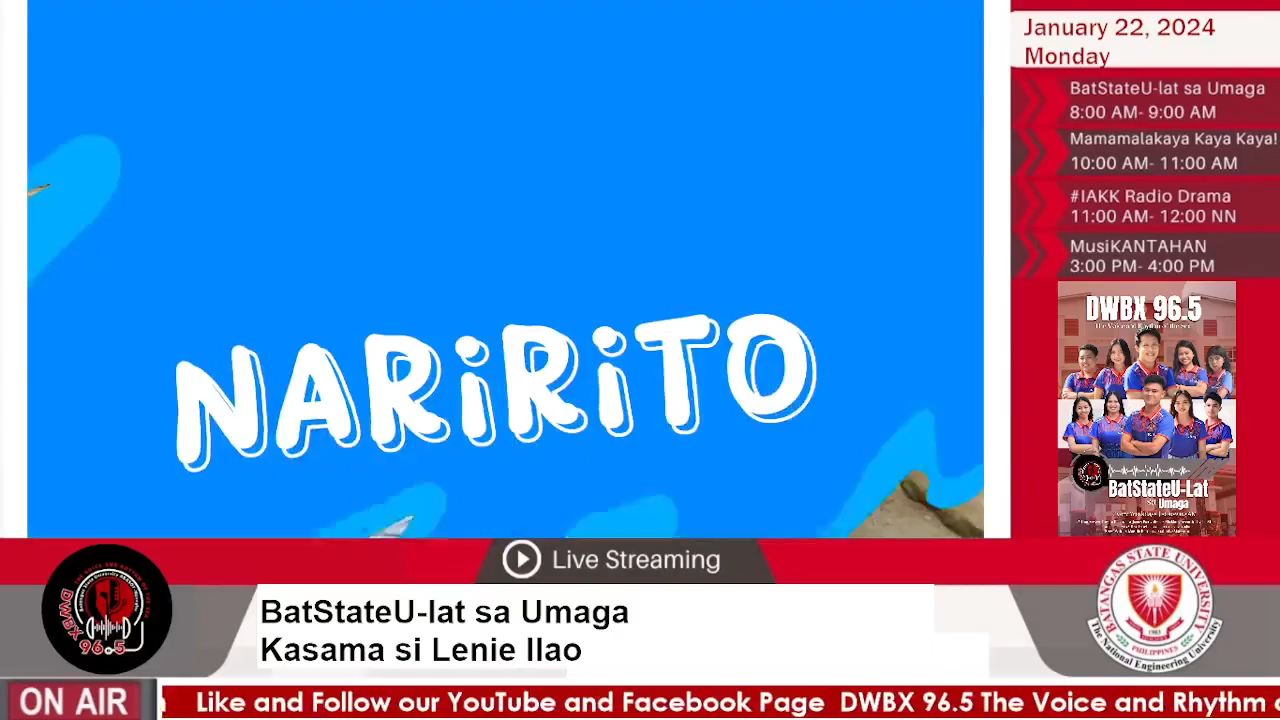 NARiRiTO
January 22, 2024
Monday
BatStateU-lat sa Umaga
8:00 AM- 9:00 AM
Mamamalakaya Kaya Kaya!
10:00 AM- 11:00 AM
#IAKK Radio Drama
11:00 AM- 12:00 NN
MusiKANTAHAN
3:00 PM- 4:00 PM
DWBX 96.5
BatStateU-Lat
sa
Umaga
Live Streaming
BatStateU-lat sa Umaga
Kasama si Lenie Ilao
DWBX
96.5
BATANGAS STATE UNIVERSITY
PHILIPPINES
The National Engineering University
ON AIR
Like and Follow our YouTube and Facebook Page DWBX 96.5 The Voice and Rhythm